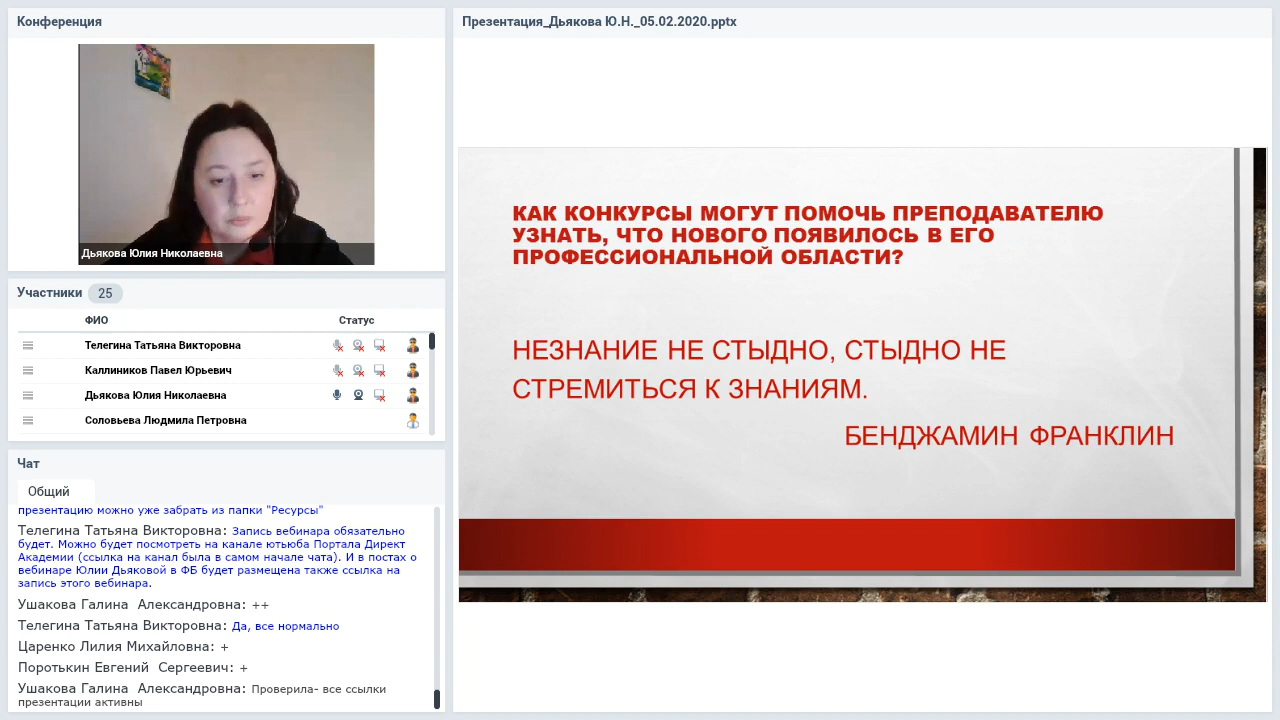 Конференция
Дьякова Юлия Николаевна
Участники 25
ФИО Статус
Телегина Татьяна Викторовна
Каллиников Павел Юрьевич
Дьякова Юлия Николаевна
Соловьева Людмила Петровна
Чат
Общий
презентацию можно уже забрать из папки "Ресурсы"
Телегина Татьяна Викторовна: Запись вебинара обязательно
будет. Можно будет посмотреть на канале ютьюба Портала Директ
Академии (ссылка на канал была в самом начале чата). И в постах о
вебинаре Юлии Дьяковой в ФБ будет размещена также ссылка на
запись этого вебинара.
Ушакова Галина  Александровна: ++
Телегина Татьяна Викторовна: Да, все нормально
Царенко Лилия Михайловна: +
Поротькин Евгений  Сергеевич: +
Ушакова Галина  Александровна: Проверила- все ссылки
презентации активны
Презентация_Дьякова Ю.Н._05.02.2020.pptx
КАК КОНКУРСЫ МОГУТ ПОМОЧЬ ПРЕПОДАВАТЕЛЮ
УЗНАТЬ, ЧТО НОВОГО ПОЯВИЛОСЬ В ЕГО
ПРОФЕССИОНАЛЬНОЙ ОБЛАСТИ?
НЕЗНАНИЕ НЕ СТЫДНО, СТЫДНО НЕ
СТРЕМИТЬСЯ К ЗНАНИЯМ.
БЕНДЖАМИН ФРАНКЛИН